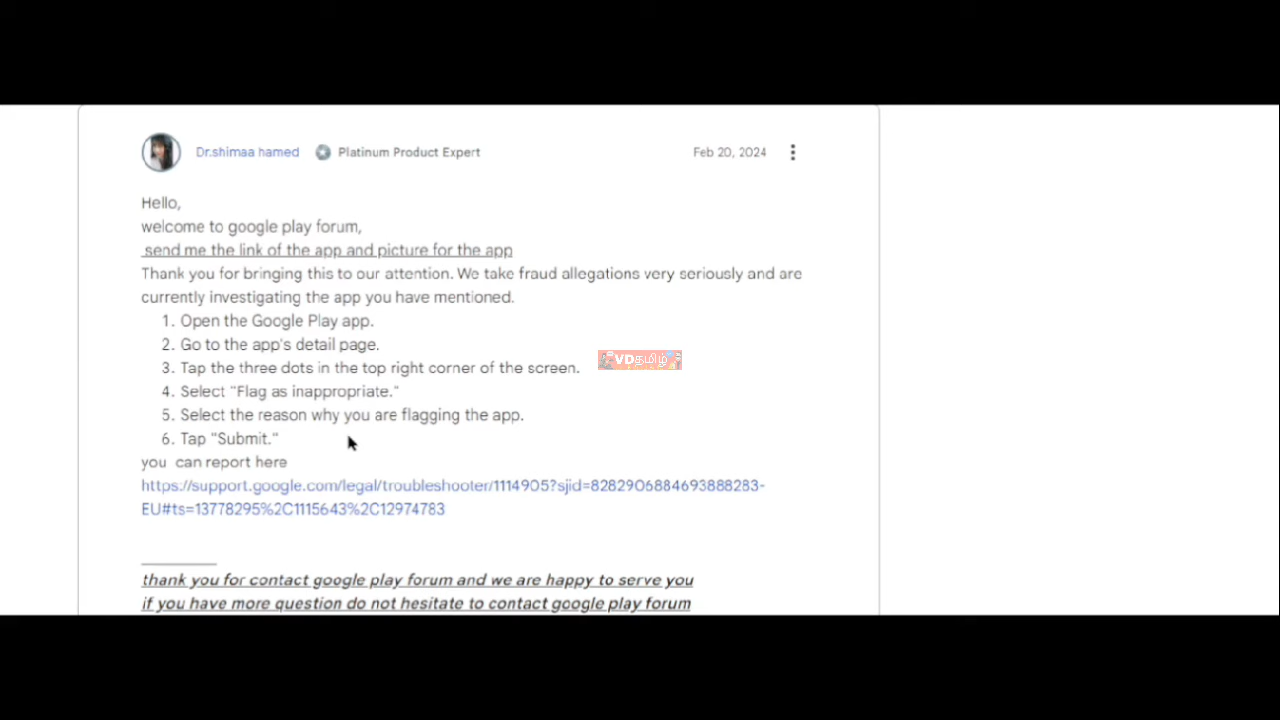 Dr.shimaa hamed Platinum Product Expert Feb 20, 2024
Hello,
welcome to google play forum,
send me the link of the app and picture for the app
Thank you for bringing this to our attention. We take fraud allegations very seriously and are
currently investigating the app you have mentioned.
1. Open the Google Play app.
2. Go to the app's detail page.
3. Tap the three dots in the top right corner of the screen.
VDதமிழ்
4. Select "Flag as inappropriate."
5. Select the reason why you are flagging the app.
6. Tap "Submit."
you can report here
https://support.google.com/legal/troubleshooter/1114905?sjid=8282906884693888283-
EU#ts=13778295%2C1115643%2C12974783
thank you for contact google play forum and we are happy to serve you
if you have more question do not hesitate to contact google play forum